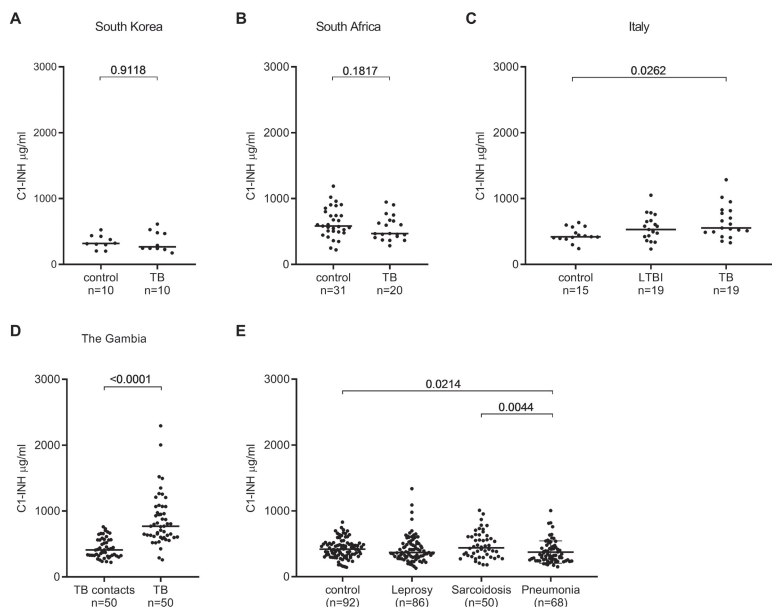 A
South Korea
0.9118
3000
2000
1000
0
C1-INH µg/ml
control
n=10
TB
n=10
B
South Africa
0.1817
3000
2000
1000
0
C1-INH µg/ml
control
n=31
TB
n=20
C
Italy
0.0262
3000
2000
1000
0
C1-INH µg/ml
control
n=15
LTBI
n=19
TB
n=19
D
The Gambia
<0.0001
3000
2000
1000
0
C1-INH µg/ml
TB contacts
n=50
TB
n=50
E
0.0214
0.0044
3000
2000
1000
0
C1-INH µg/ml
control
(n=92)
Leprosy
(n=86)
Sarcoidosis
(n=50)
Pneumonia
(n=68)